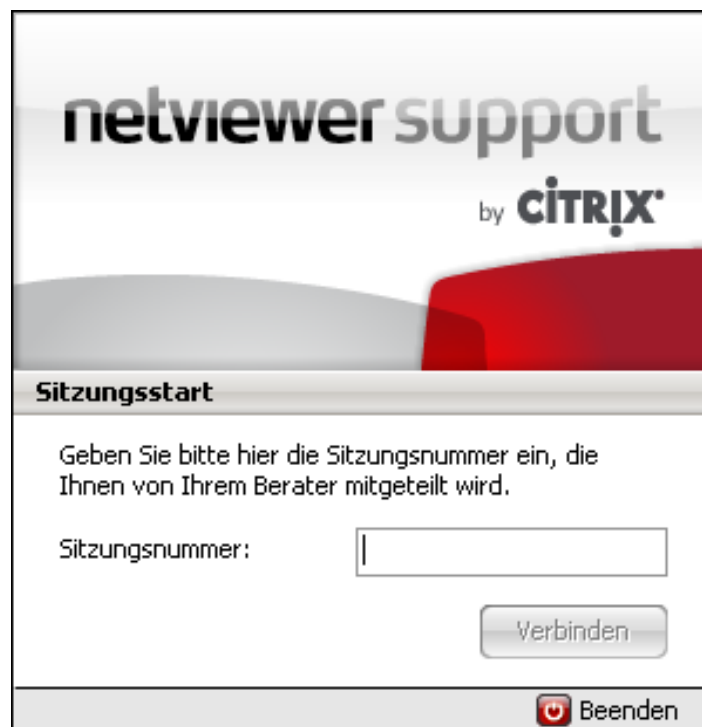 netviewer support
by CITRIX
Sitzungsstart
Geben Sie bitte hier die Sitzungsnummer ein, die
Ihnen von Ihrem Berater mitgeteilt wird.
Sitzungsnummer:
Verbinden
Beenden